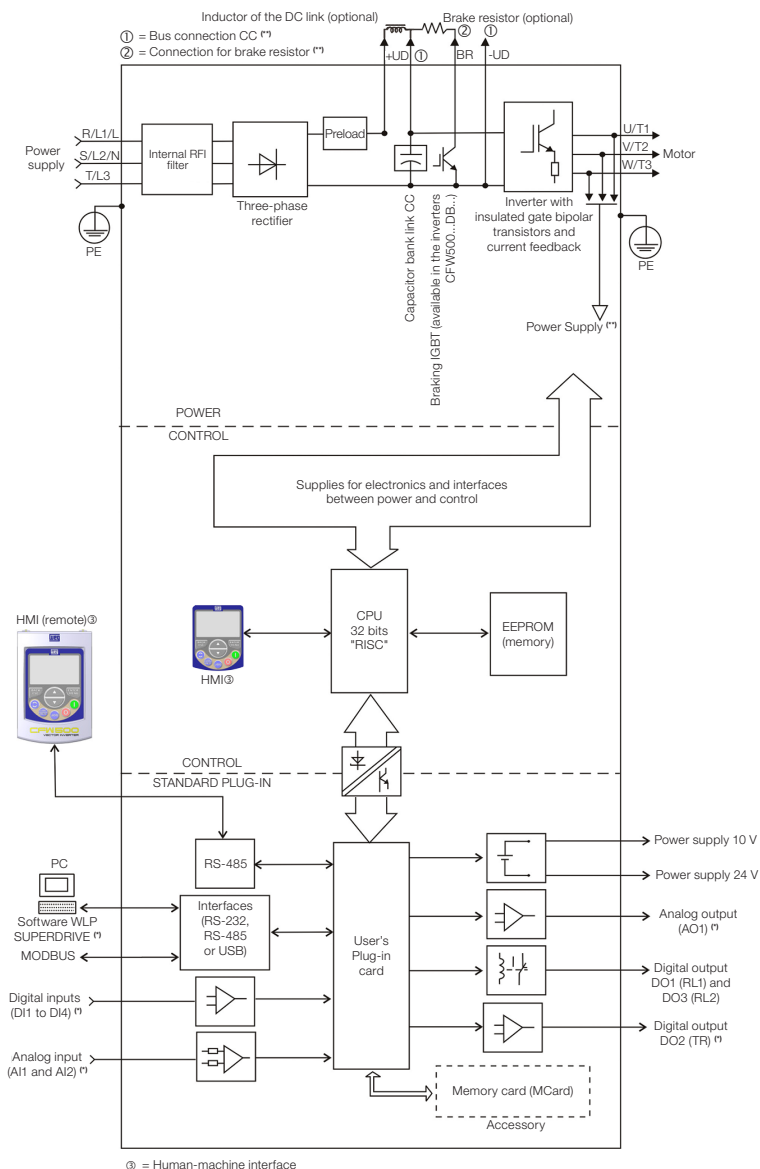 Inductor of the DC link (optional)
Brake resistor (optional)
① = Bus connection CC (**)
② = Connection for brake resistor (**)
② ①
+UD ① BR -UD
R/L1/L
S/L2/N
T/L3
Power
supply
Internal RFI
filter
Preload
Three-phase
rectifier
Capacitor bank link CC
Braking IGBT (available in the inverters
CFW500...DB...)
U/T1
V/T2
W/T3
Motor
Inverter with
insulated gate bipolar
transistors and
current feedback
PE
PE
Power Supply (**)
POWER
CONTROL
Supplies for electronics and interfaces
between power and control
HMI (remote)③
HMI③
CPU
32 bits
"RISC"
EEPROM
(memory)
CONTROL
STANDARD PLUG-IN
RS-485
PC
Software WLP
SUPERDRIVE (*)
MODBUS
Interfaces
(RS-232,
RS-485
or USB)
Digital inputs
(DI1 to DI4) (*)
Analog input
(AI1 and AI2) (*)
User's
Plug-in
card
Power supply 10 V
Power supply 24 V
Analog output
(AO1) (*)
Digital output
DO1 (RL1) and
DO3 (RL2)
Digital output
DO2 (TR) (*)
Memory card (MCard)
Accessory
③ = Human-machine interface